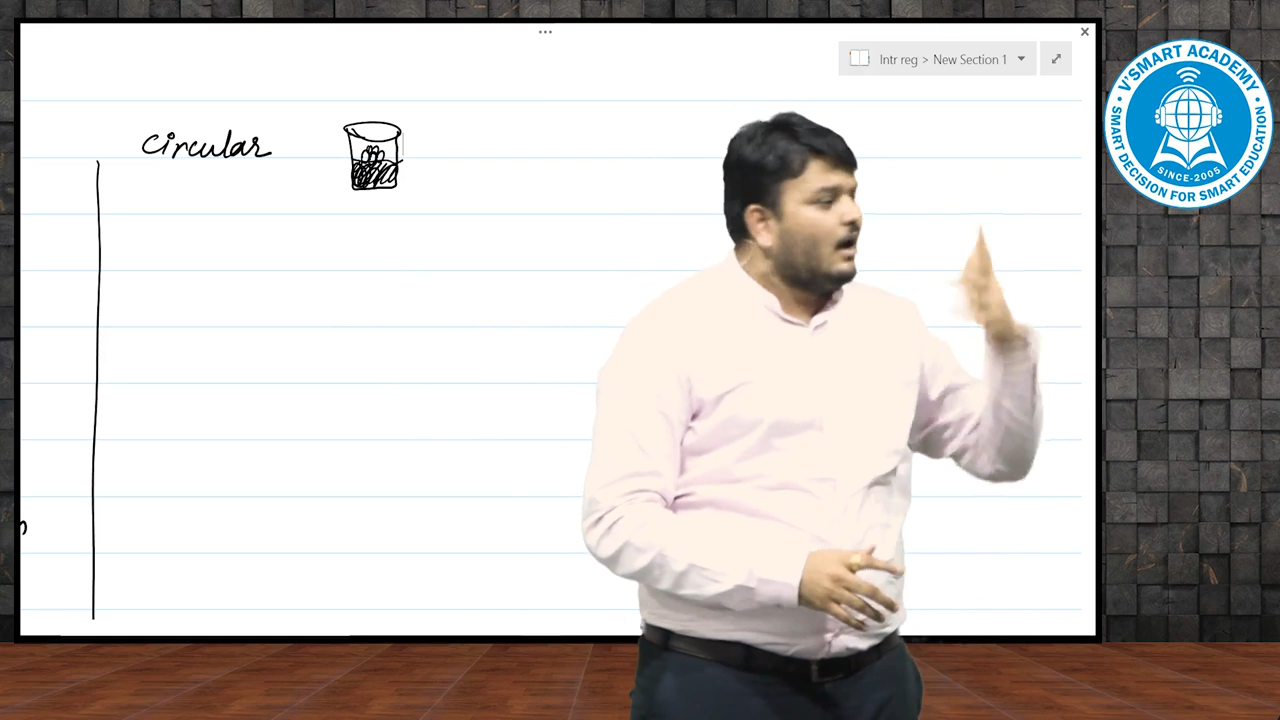 Intr reg > New Section 1
circular
V'SMART ACADEMY
SINCE-2005
SMART DECISION FOR SMART EDUCATION